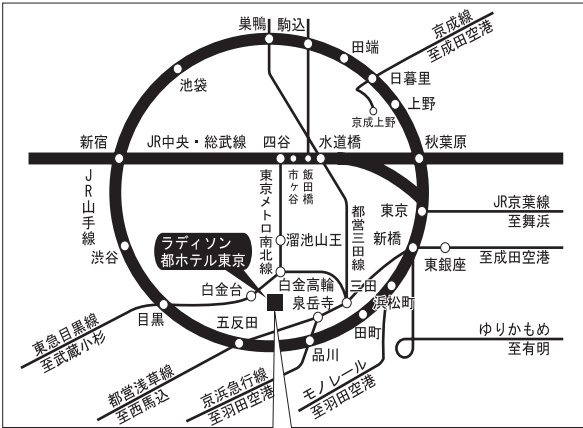 巣鴨
駒込
田端
京成線
至成田空港
日暮里
池袋
上野
京成上野
新宿
JR中央・総武線
四谷
水道橋
秋葉原
市ヶ谷
飯田橋
JR山手線
東京メトロ南北線
都営三田線
東京
JR京葉線
至舞浜
新橋
ラディソン
都ホテル東京
溜池山王
渋谷
東銀座
至成田空港
白金台
白金高輪
三田
泉岳寺
浜松町
目黒
五反田
田町
品川
東急目黒線
至武蔵小杉
ゆりかもめ
至有明
都営浅草線
至西馬込
京浜急行線
至羽田空港
モノレール
至羽田空港